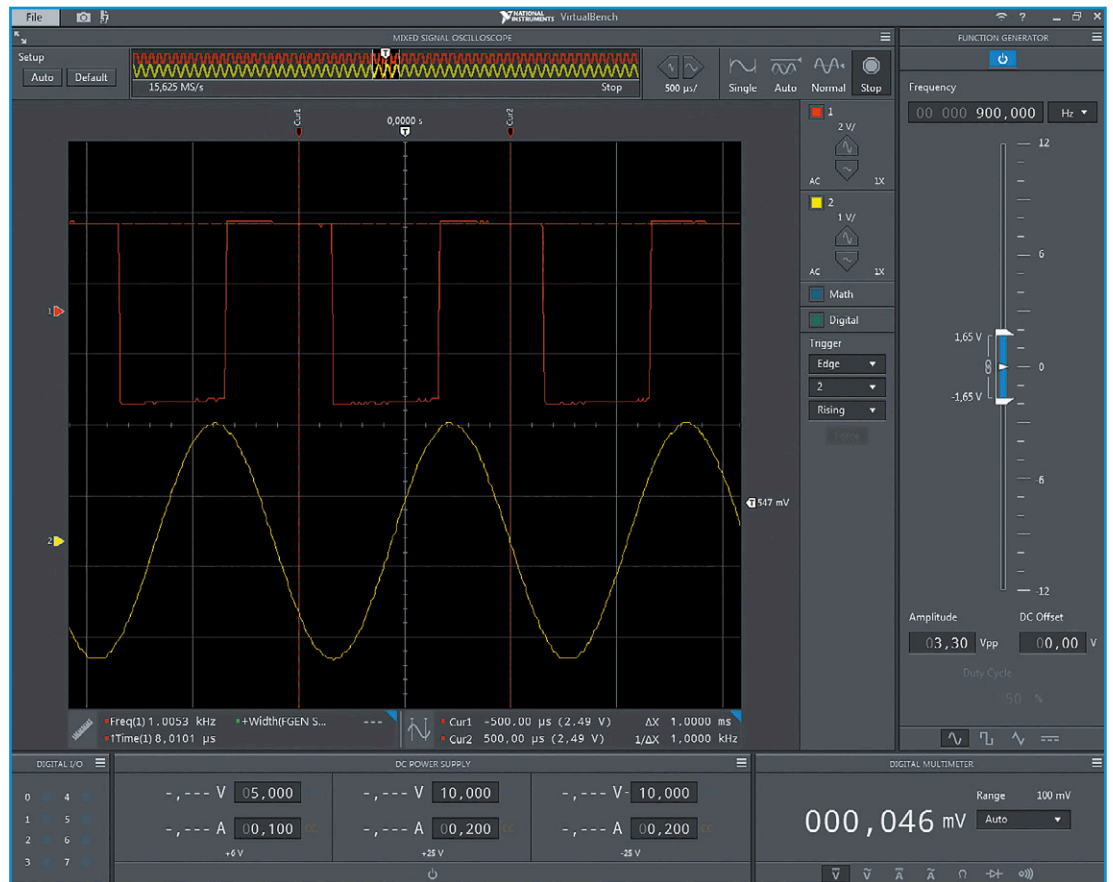 File
NATIONAL INSTRUMENTS VirtualBench
?
MIXED SIGNAL OSCILLOSCOPE
Setup
Auto Default
15,625 MS/s Stop
500 µs/
Single Auto Normal Stop
Cur1
0,0000 s
T
Cur2
1
2 V/
AC 1X
2
1 V/
AC 1X
Math
Digital
Trigger
Edge
2
Rising
1
2
T 547 mV
Freq(1) 1,0053 kHz +Width(FGEN S... ---
↑Time(1) 8,0101 µs
Cur1 -500,00 µs (2,49 V) ΔX 1,0000 ms
Cur2 500,00 µs (2,49 V) 1/ΔX 1,0000 kHz
FUNCTION GENERATOR
Frequency
00 000 900,000 Hz
12
6
1,65 V
0
-1,65 V
-6
-12
Amplitude DC Offset
03,30 Vpp 00,00 V
Duty Cycle
50 %
DIGITAL I/O
0 4
1 5
2 6
3 7
DC POWER SUPPLY
-,--- V 05,000
-,--- A 00,100 CC
+6 V
-,--- V 10,000
-,--- A 00,200 CC
+25 V
-,--- V- 10,000
-,--- A 00,200 CC
-25 V
DIGITAL MULTIMETER
Range 100 mV
000,046 mV Auto
V V A A Ω